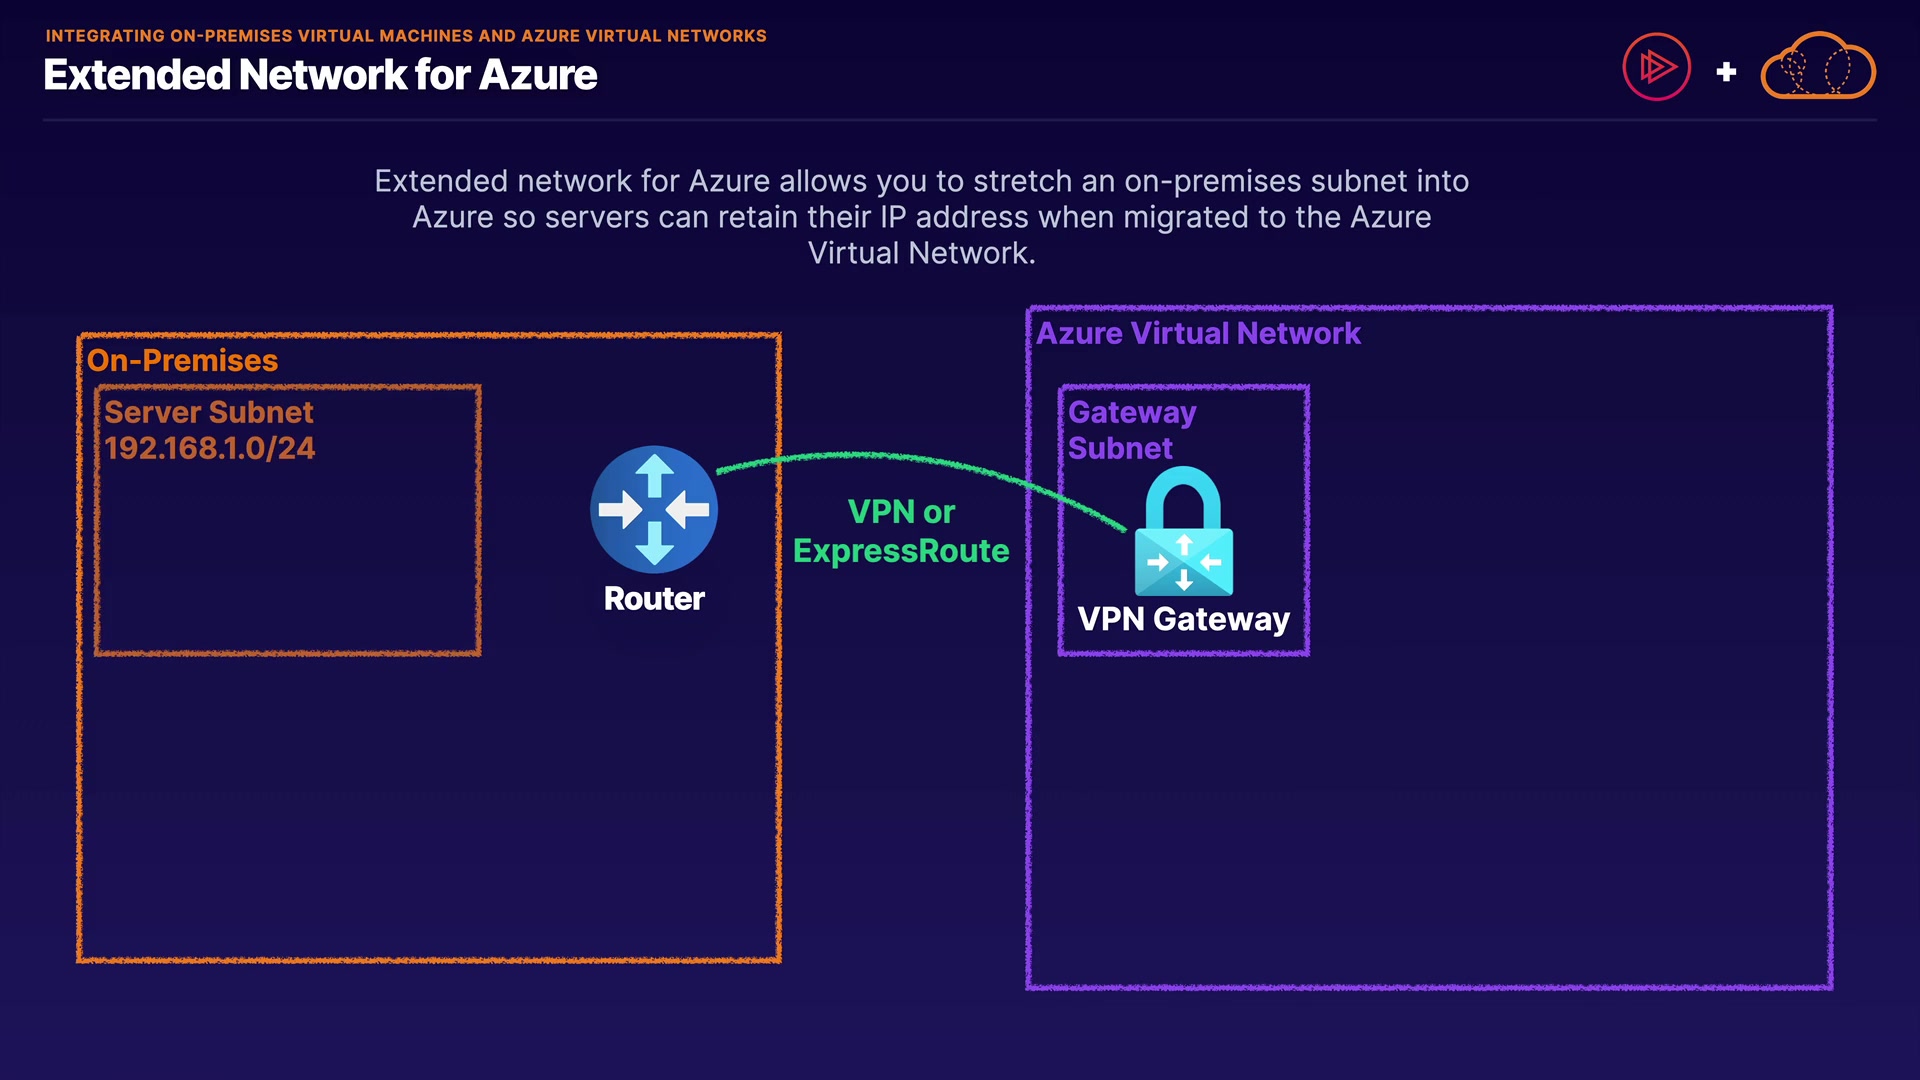 INTEGRATING ON-PREMISES VIRTUAL MACHINES AND AZURE VIRTUAL NETWORKS
Extended Network for Azure
+
Extended network for Azure allows you to stretch an on-premises subnet into
Azure so servers can retain their IP address when migrated to the Azure
Virtual Network.
On-Premises
Server Subnet
192.168.1.0/24
Router
VPN or
ExpressRoute
Azure Virtual Network
Gateway
Subnet
VPN Gateway